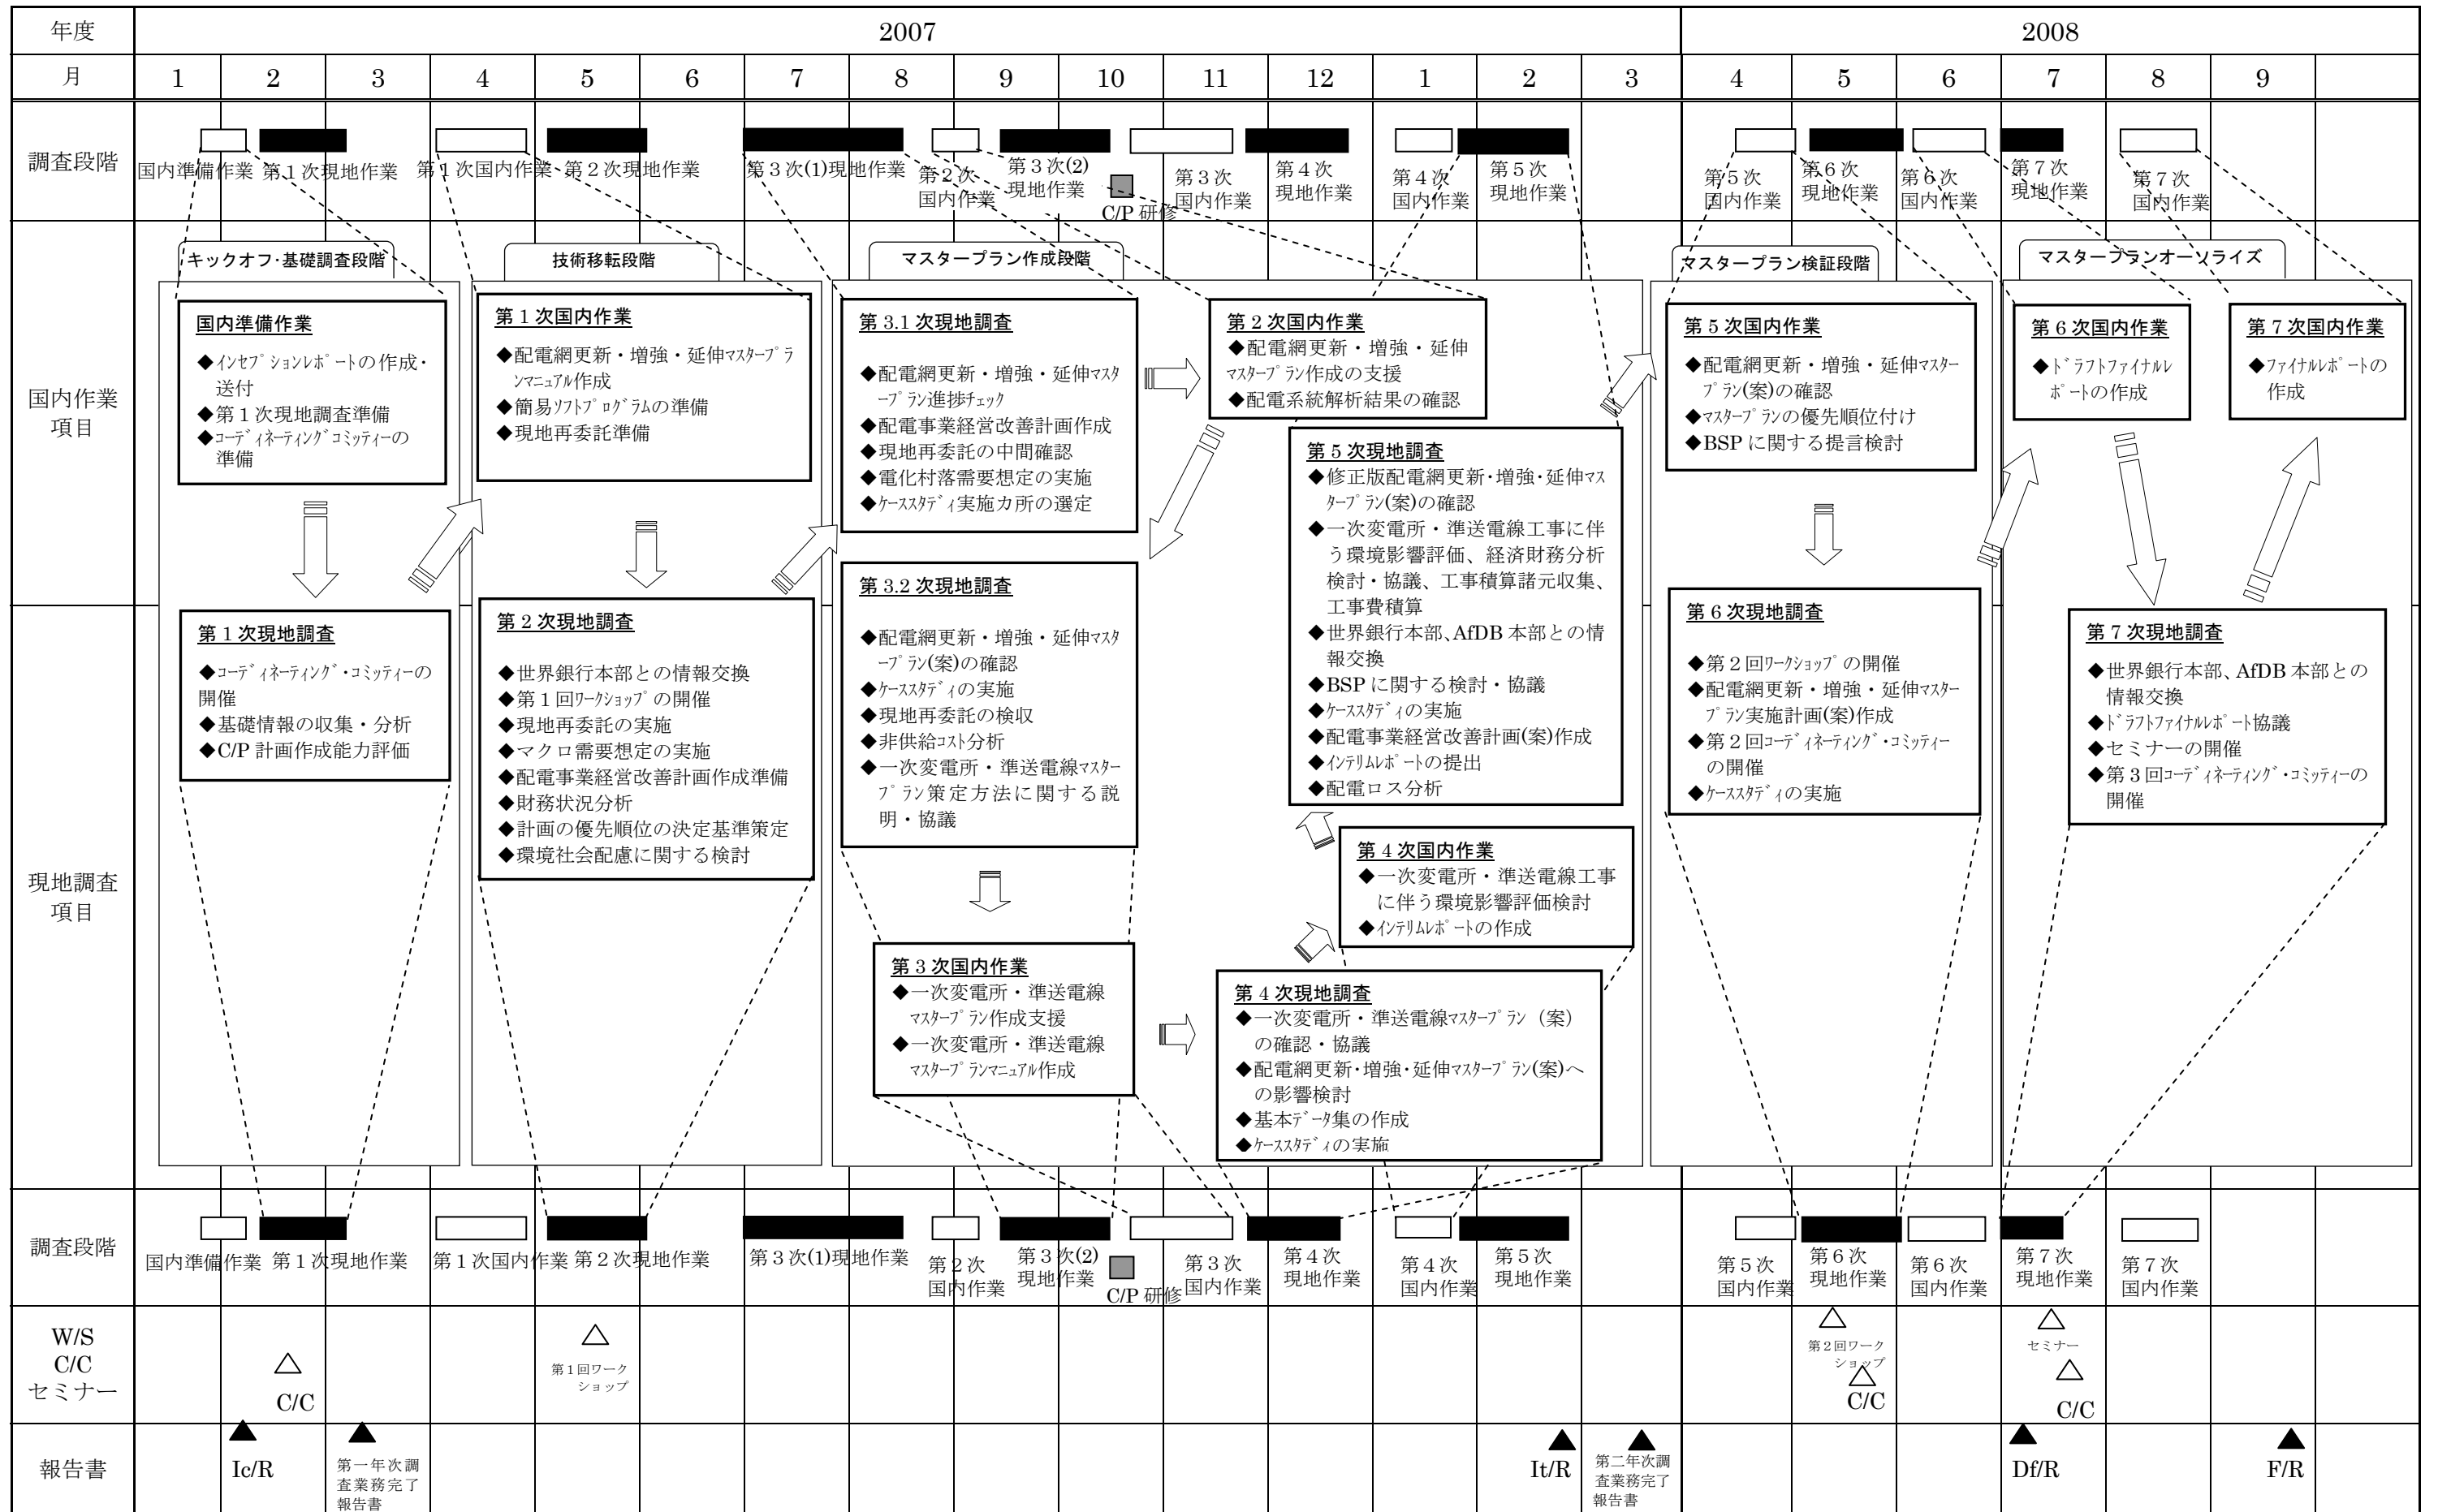 年度
2007
2008
月
1 2 3 4 5 6 7 8 9 10 11 12 1 2 3 4 5 6 7 8 9
調査段階
国内準備作業
第1次現地作業
第1次国内作業
第2次現地作業
第3次(1)現地作業
第2次
国内作業
第3次(2)
現地作業
C/P 研修
第3次
国内作業
第4次
現地作業
第4次
国内作業
第5次
現地作業
第5次
国内作業
第6次
現地作業
第6次
国内作業
第7次
現地作業
第7次
国内作業
キックオフ・基礎調査段階
技術移転段階
マスタープラン作成段階
マスタープラン検証段階
マスタープランオーソライズ
国内作業
項目
国内準備作業
◆インセプションレポートの作成・
送付
◆第1次現地調査準備
◆コーディネーティングコミッティーの
準備
第1次国内作業
◆配電網更新・増強・延伸マスタープラ
ンマニュアル作成
◆簡易ソフトプログラムの準備
◆現地再委託準備
第3.1次現地調査
◆配電網更新・増強・延伸マスタ
ープラン進捗チェック
◆配電事業経営改善計画作成
◆現地再委託の中間確認
◆電化村落需要想定の実施
◆ケーススタディ実施カ所の選定
第2次国内作業
◆配電網更新・増強・延伸
マスタープラン作成の支援
◆配電系統解析結果の確認
第5次現地調査
◆修正版配電網更新・増強・延伸マス
タープラン(案)の確認
◆一次変電所・準送電線工事に伴
う環境影響評価、経済財務分析
検討・協議、工事積算諸元収集、
工事費積算
◆世界銀行本部、AfDB 本部との情
報交換
◆BSP に関する検討・協議
◆ケーススタディの実施
◆配電事業経営改善計画(案)作成
◆インテリムレポートの提出
◆配電ロス分析
第5次国内作業
◆配電網更新・増強・延伸マスター
プラン(案)の確認
◆マスタープランの優先順位付け
◆BSP に関する提言検討
第6次国内作業
◆ドラフトファイナルレ
ポートの作成
第7次国内作業
◆ファイナルレポートの
作成
現地調査
項目
第1次現地調査
◆コーディネーティング・コミッティーの
開催
◆基礎情報の収集・分析
◆C/P 計画作成能力評価
第2次現地調査
◆世界銀行本部との情報交換
◆第1回ワークショップの開催
◆現地再委託の実施
◆マクロ需要想定の実施
◆配電事業経営改善計画作成準備
◆財務状況分析
◆計画の優先順位の決定基準策定
◆環境社会配慮に関する検討
第3.2次現地調査
◆配電網更新・増強・延伸マスタ
ープラン(案)の確認
◆ケーススタディの実施
◆現地再委託の検収
◆非供給コスト分析
◆一次変電所・準送電線マスター
プラン策定方法に関する説
明・協議
第3次国内作業
◆一次変電所・準送電線
マスタープラン作成支援
◆一次変電所・準送電線
マスタープランマニュアル作成
第4次国内作業
◆一次変電所・準送電線工事
に伴う環境影響評価検討
◆インテリムレポートの作成
第4次現地調査
◆一次変電所・準送電線マスタープラン(案)
の確認・協議
◆配電網更新・増強・延伸マスタープラン(案)へ
の影響検討
◆基本データ集の作成
◆ケーススタディの実施
第6次現地調査
◆第2回ワークショップの開催
◆配電網更新・増強・延伸マスター
プラン実施計画(案)作成
◆第2回コーディネーティング・コミッティー
の開催
◆ケーススタディの実施
第7次現地調査
◆世界銀行本部、AfDB 本部との
情報交換
◆ドラフトファイナルレポート協議
◆セミナーの開催
◆第3回コーディネーティング・コミッティーの
開催
調査段階
国内準備作業
第1次現地作業
第1次国内作業
第2次現地作業
第3次(1)現地作業
第2次
国内作業
第3次(2)
現地作業
C/P 研修
第3次
国内作業
第4次
現地作業
第4次
国内作業
第5次
現地作業
第5次
国内作業
第6次
現地作業
第6次
国内作業
第7次
現地作業
第7次
国内作業
W/S
C/C
セミナー
C/C
第1回ワーク
ショップ
第2回ワーク
ショップ
C/C
セミナー
C/C
報告書
Ic/R
第一年次調
査業務完了
報告書
It/R
第二年次調
査業務完了
報告書
Df/R
F/R